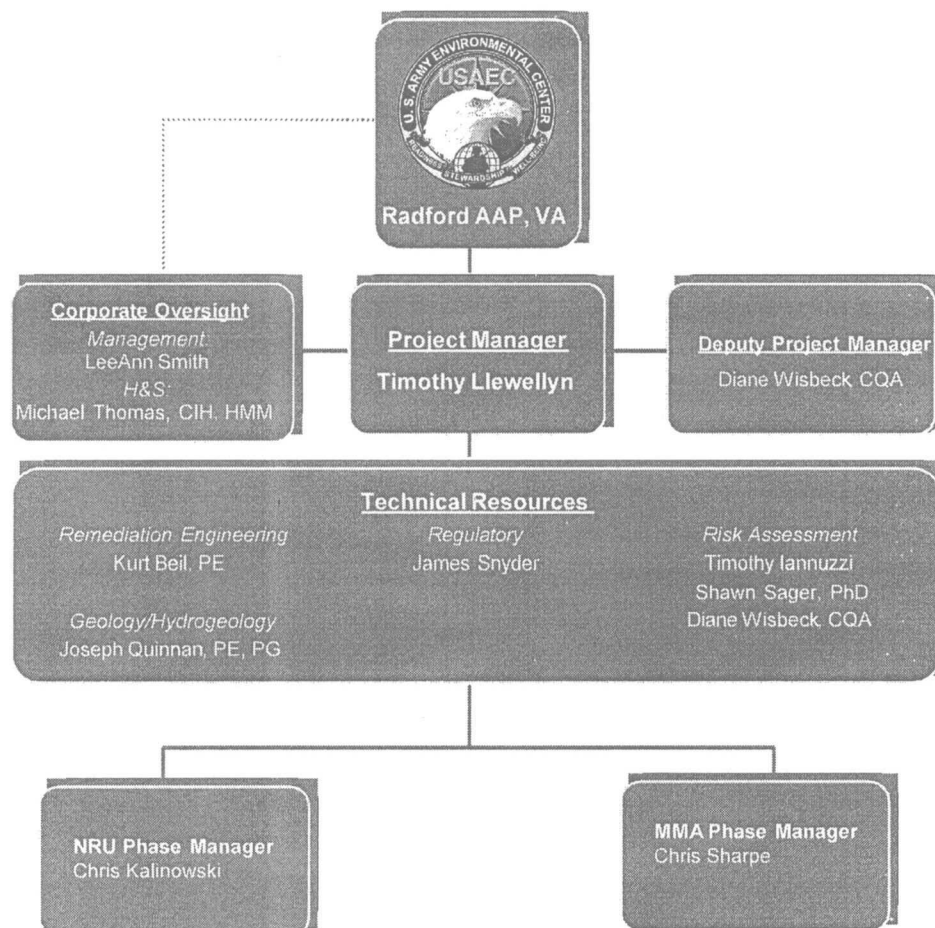 U. S. ARMY ENVIRONMENTAL CENTER
USAEC
READINESS STEWARDSHIP WELL-BEING
Radford AAP, VA
Corporate Oversight
Management:
LeeAnn Smith
H&S:
Michael Thomas, CIH. HMM
Project Manager
Timothy Llewellyn
Deputy Project Manager
Diane Wisbeck CQA
Technical Resources
Remediation Engineering
Kurt Beil, PE
Geology/Hydrogeology
Joseph Quinnan, PE, PG
Regulatory
James Snyder
Risk Assessment
Timothy Iannuzzi
Shawn Sager, PhD
Diane Wisbeck, CQA
NRU Phase Manager
Chris Kalinowski
MMA Phase Manager
Chris Sharpe